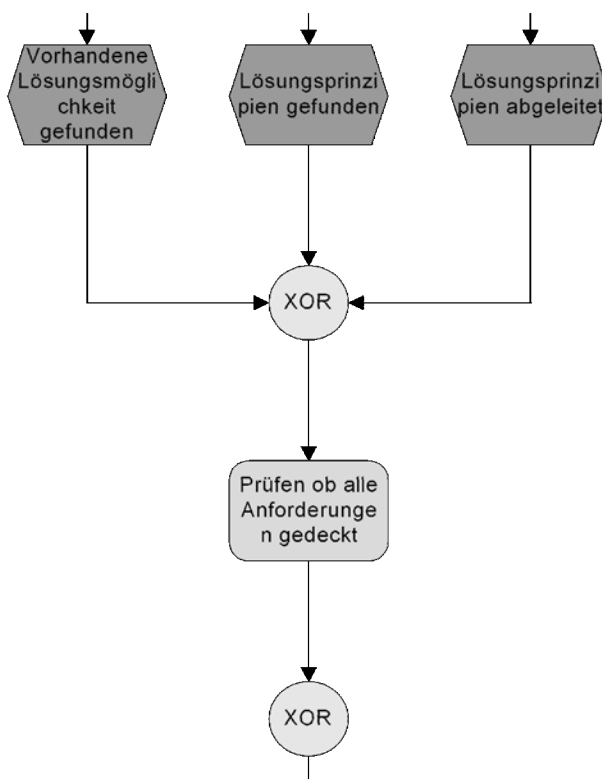 Vorhandene
Lösungsmögli
chkeit
gefunden
Lösungsprinzi
pien gefunden
Lösungsprinzi
pien abgeleitet
XOR
Prüfen ob alle
Anforderunge
n gedeckt
XOR